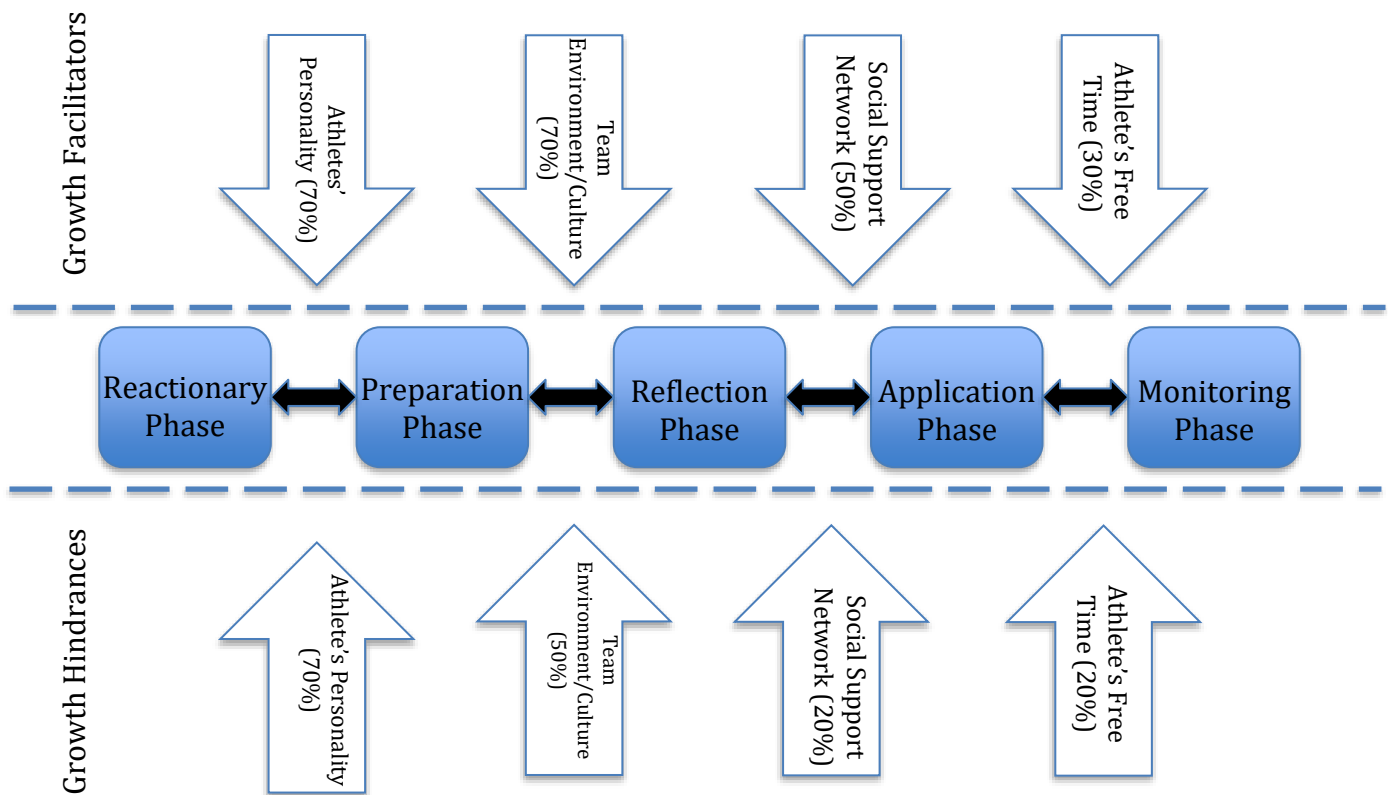 Growth Facilitators
Athletes’
Personality (70%)
Team
Environment/Culture
(70%)
Social Support
Network (50%)
Athlete’s Free
Time (30%)
Reactionary
Phase
Preparation
Phase
Reflection
Phase
Application
Phase
Monitoring
Phase
Growth Hindrances
Athlete’s Personality
(70%)
Team
Environment/Culture
(50%)
Social Support
Network (20%)
Athlete’s Free
Time (20%)